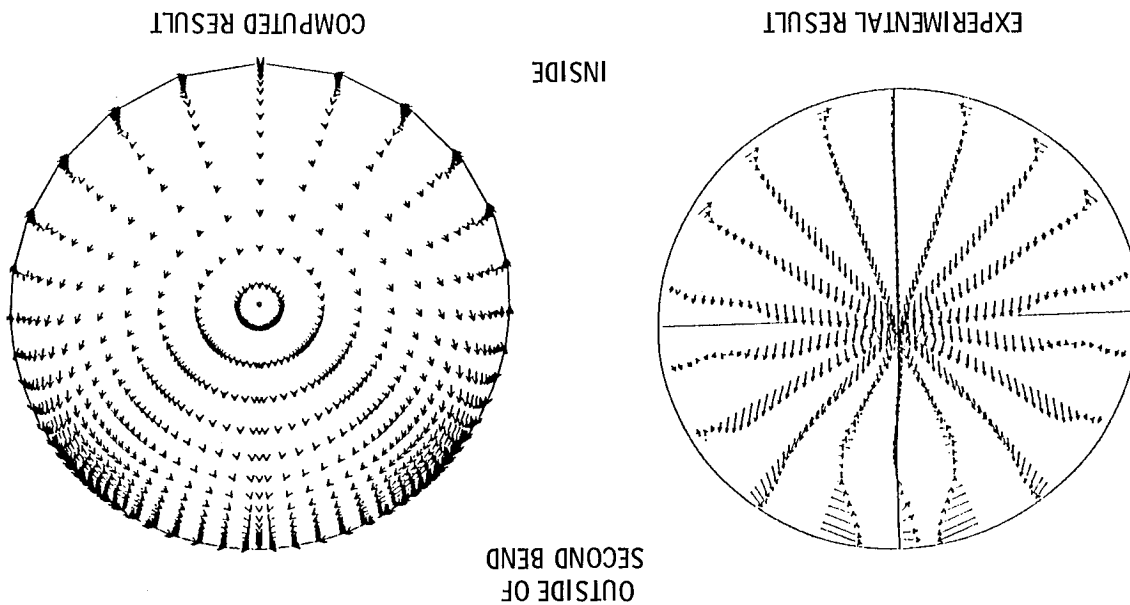 OUTSIDE OF
SECOND BEND
INSIDE
EXPERIMENTAL RESULT
COMPUTED RESULT